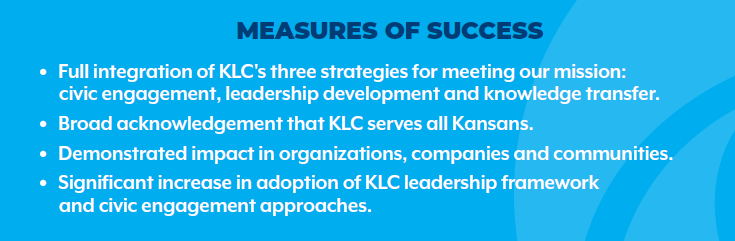 MEASURES OF SUCCESS
• Full integration of KLC's three strategies for meeting our mission:
civic engagement, leadership development and knowledge transfer.
• Broad acknowledgement that KLC serves all Kansans.
• Demonstrated impact in organizations, companies and communities.
• Significant increase in adoption of KLC leadership framework
and civic engagement approaches.